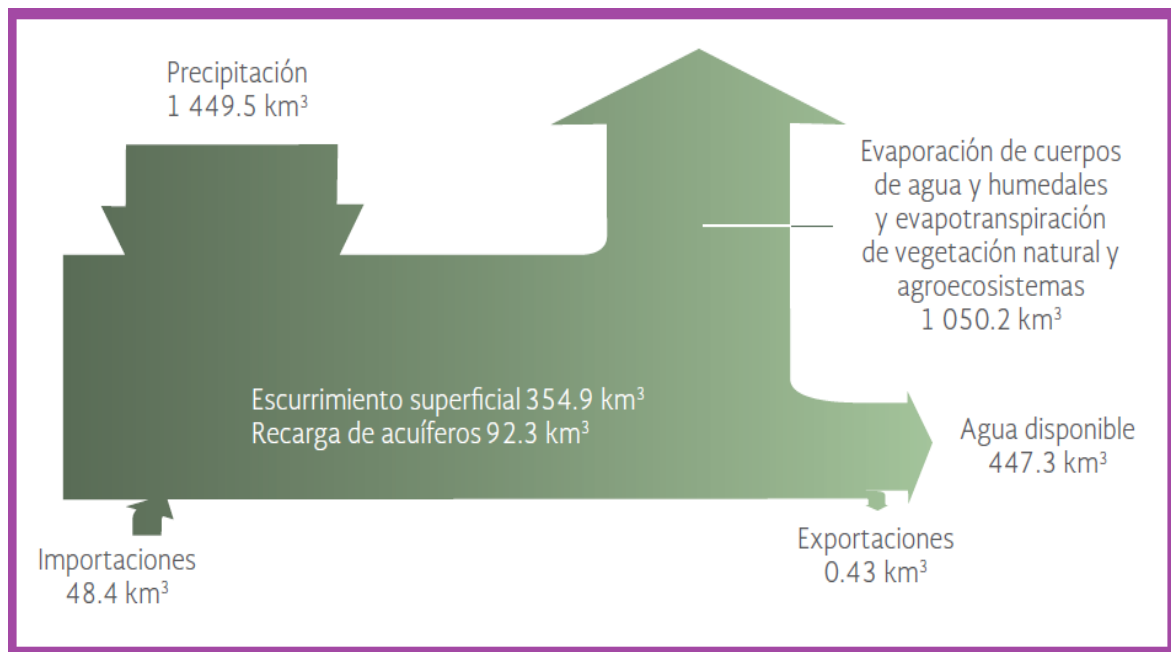 Precipitación
1 449.5 km³
Evaporación de cuerpos
de agua y humedales
y evapotranspiración
de vegetación natural y
agroecosistemas
1 050.2 km³
Escurrimiento superficial 354.9 km³
Recarga de acuíferos 92.3 km³
Agua disponible
447.3 km³
Importaciones
48.4 km³
Exportaciones
0.43 km³